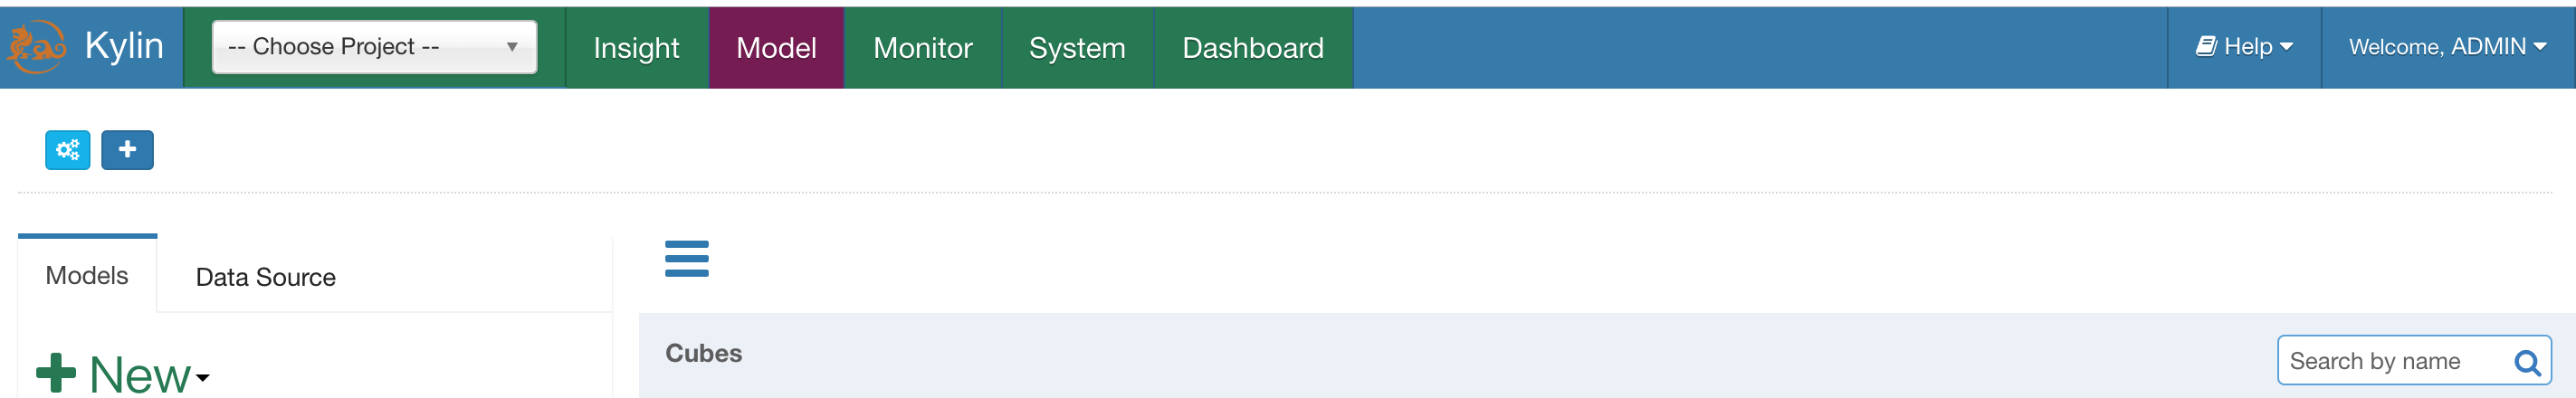 Kylin -- Choose Project -- Insight Model Monitor System Dashboard Help Welcome, ADMIN
Models Data Source
Cubes Search by name
New